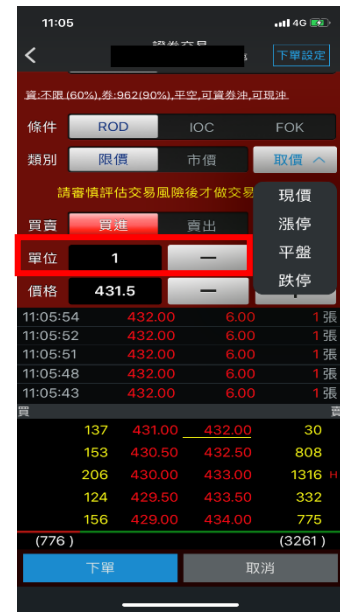 11:05 4G
證券交易
下單設定
資:不限(60%),券:962(90%),平空,可資券沖,可現沖.
條件 ROD IOC FOK
類別 限價 市價 取價
請審慎評估交易風險後才做交易
現價
漲停
平盤
跌停
買賣 買進 賣出
單位 1 —
價格 431.5 —
11:05:54 432.00 6.00 1張
11:05:52 432.00 6.00 1張
11:05:51 432.00 6.00 1張
11:05:48 432.00 6.00 1張
11:05:43 432.00 6.00 1張
買 賣
137 431.00 432.00 30
153 430.50 432.50 808
206 430.00 433.00 1316 H
124 429.50 433.50 332
156 429.00 434.00 775
(776) (3261)
下單 取消